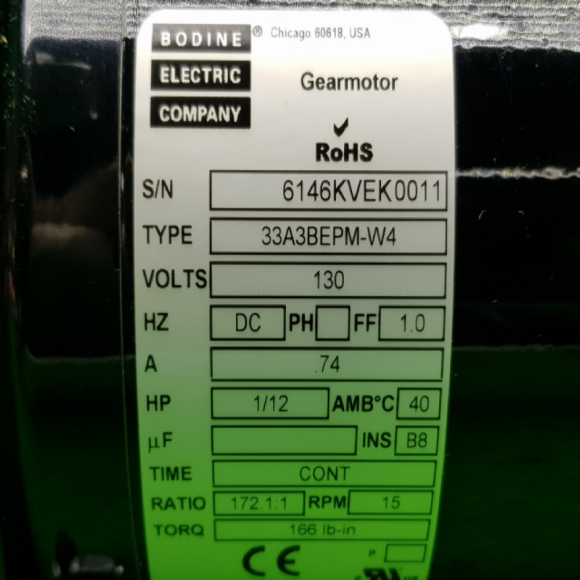 BODINE ® Chicago 60618, USA
ELECTRIC
COMPANY
Gearmotor
RoHS
S/N 6146KVEK0011
TYPE 33A3BEPM-W4
VOLTS 130
HZ DC PH FF 1.0
A .74
HP 1/12 AMB°C 40
µF INS B8
TIME CONT
RATIO 172.1:1 RPM 15
TORQ 166 lb-in
CE P